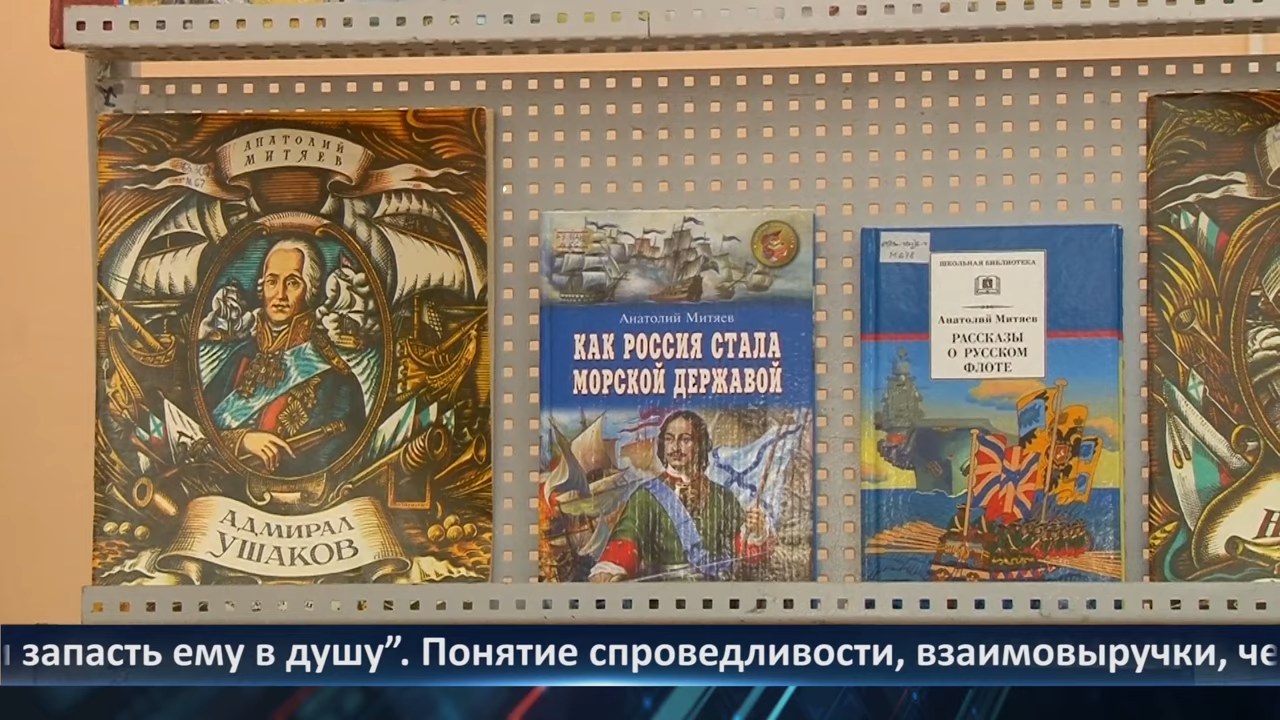 АНАТОЛИЙ
МИТЯЕВ
АДМИРАЛ
УШАКОВ
Анатолий Митяев
КАК РОССИЯ СТАЛА
МОРСКОЙ ДЕРЖАВОЙ
ШКОЛЬНАЯ БИБЛИОТЕКА
Анатолий Митяев
РАССКАЗЫ
О РУССКОМ
ФЛОТЕ
запасть ему в душу”. Понятие спроведливости, взаимовыручки, че